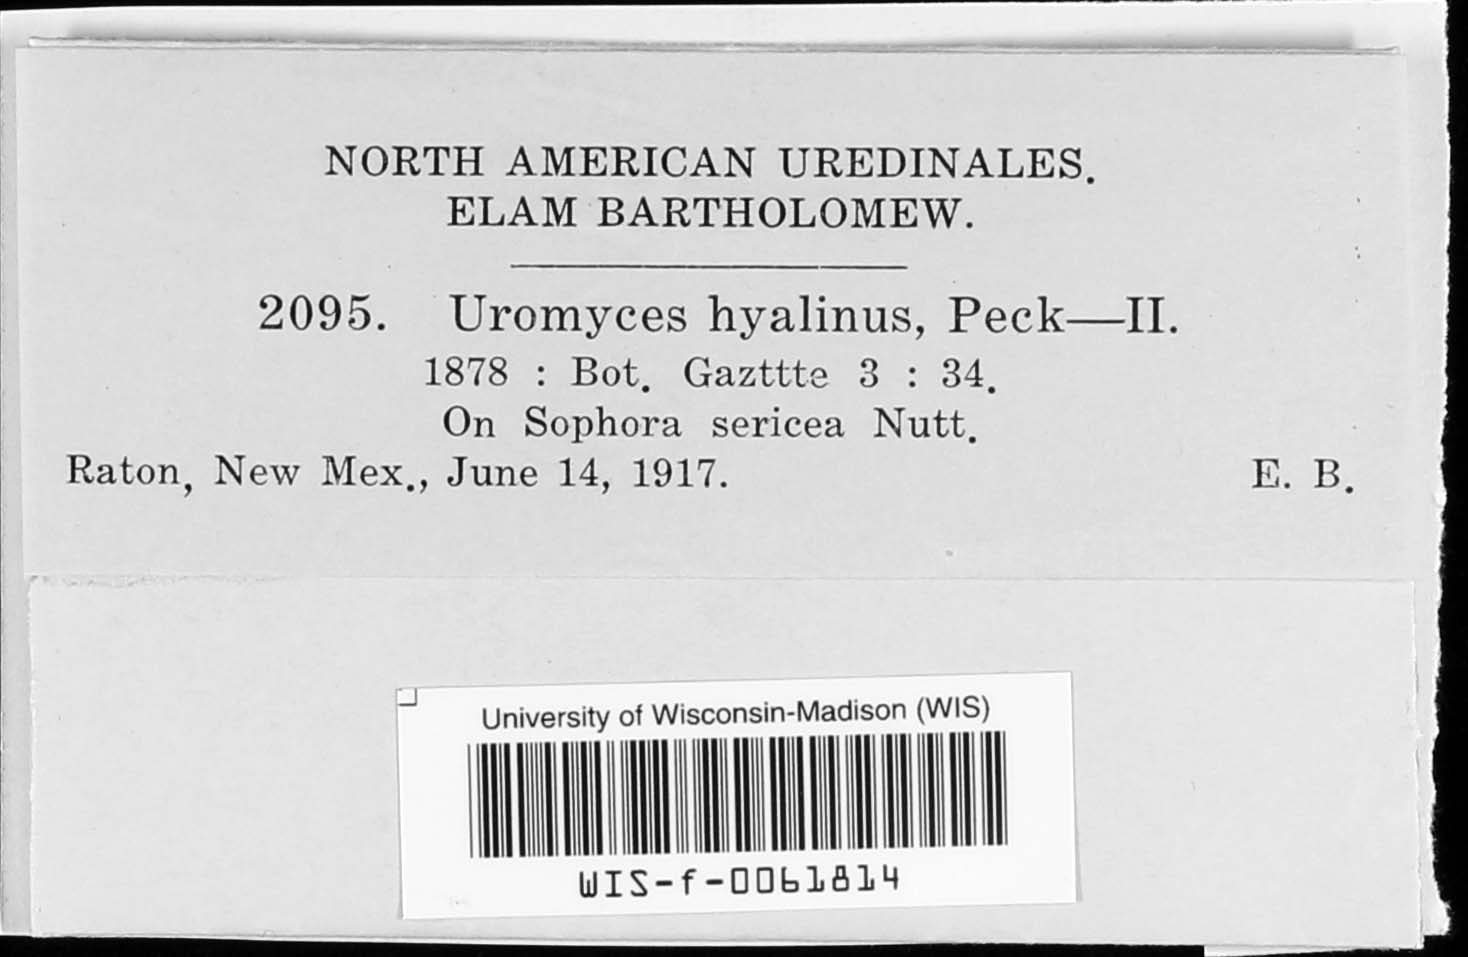 NORTH AMERICAN UREDINALES.
ELAM BARTHOLOMEW.
2095. Uromyces hyalinus, Peck—II.
1878 : Bot. Gazttte 3 : 34.
On Sophora sericea Nutt.
Raton, New Mex., June 14, 1917. E. B.
University of Wisconsin-Madison (WIS)
WIS-f-0061814